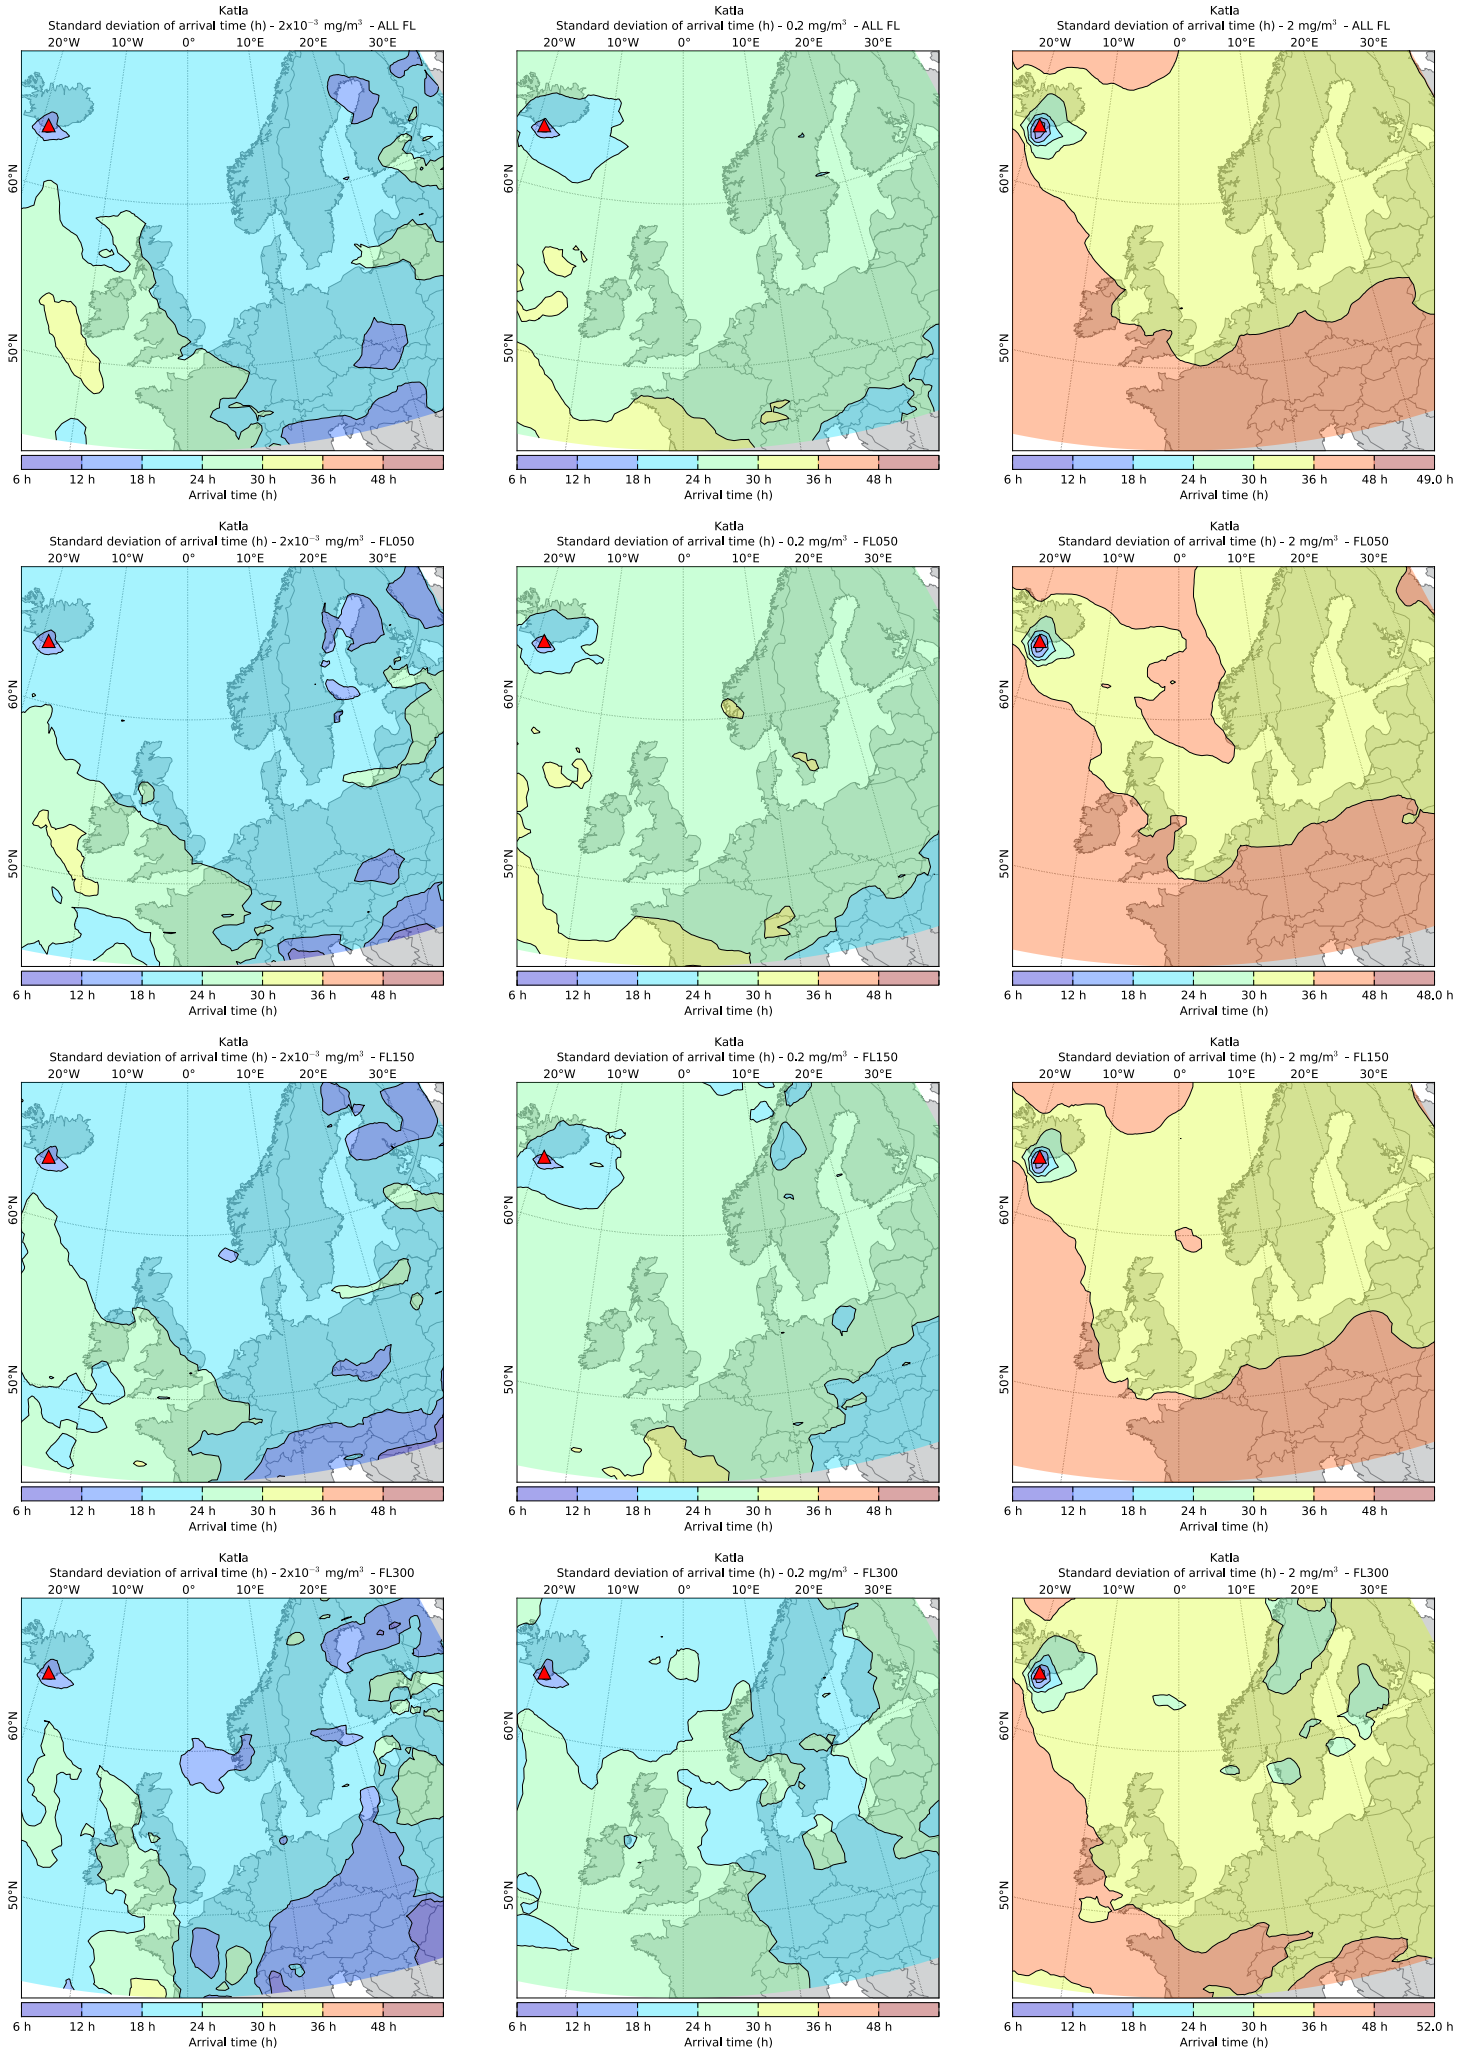 Katla
Standard deviation of arrival time (h) - 2x10⁻³ mg/m³ - ALL FL
20°W 10°W 0° 10°E 20°E 30°E
60°N
50°N
6 h 12 h 18 h 24 h 30 h 36 h 48 h
Arrival time (h)
Katla
Standard deviation of arrival time (h) - 0.2 mg/m³ - ALL FL
20°W 10°W 0° 10°E 20°E 30°E
60°N
50°N
6 h 12 h 18 h 24 h 30 h 36 h 48 h
Arrival time (h)
Katla
Standard deviation of arrival time (h) - 2 mg/m³ - ALL FL
20°W 10°W 0° 10°E 20°E 30°E
60°N
50°N
6 h 12 h 18 h 24 h 30 h 36 h 48 h 49.0 h
Arrival time (h)
Katla
Standard deviation of arrival time (h) - 2x10⁻³ mg/m³ - FL050
20°W 10°W 0° 10°E 20°E 30°E
60°N
50°N
6 h 12 h 18 h 24 h 30 h 36 h 48 h
Arrival time (h)
Katla
Standard deviation of arrival time (h) - 0.2 mg/m³ - FL050
20°W 10°W 0° 10°E 20°E 30°E
60°N
50°N
6 h 12 h 18 h 24 h 30 h 36 h 48 h
Arrival time (h)
Katla
Standard deviation of arrival time (h) - 2 mg/m³ - FL050
20°W 10°W 0° 10°E 20°E 30°E
60°N
50°N
6 h 12 h 18 h 24 h 30 h 36 h 48 h 48.0 h
Arrival time (h)
Katla
Standard deviation of arrival time (h) - 2x10⁻³ mg/m³ - FL150
20°W 10°W 0° 10°E 20°E 30°E
60°N
50°N
6 h 12 h 18 h 24 h 30 h 36 h 48 h
Arrival time (h)
Katla
Standard deviation of arrival time (h) - 0.2 mg/m³ - FL150
20°W 10°W 0° 10°E 20°E 30°E
60°N
50°N
6 h 12 h 18 h 24 h 30 h 36 h 48 h
Arrival time (h)
Katla
Standard deviation of arrival time (h) - 2 mg/m³ - FL150
20°W 10°W 0° 10°E 20°E 30°E
60°N
50°N
6 h 12 h 18 h 24 h 30 h 36 h 48 h
Arrival time (h)
Katla
Standard deviation of arrival time (h) - 2x10⁻³ mg/m³ - FL300
20°W 10°W 0° 10°E 20°E 30°E
60°N
50°N
6 h 12 h 18 h 24 h 30 h 36 h 48 h
Arrival time (h)
Katla
Standard deviation of arrival time (h) - 0.2 mg/m³ - FL300
20°W 10°W 0° 10°E 20°E 30°E
60°N
50°N
6 h 12 h 18 h 24 h 30 h 36 h 48 h
Arrival time (h)
Katla
Standard deviation of arrival time (h) - 2 mg/m³ - FL300
20°W 10°W 0° 10°E 20°E 30°E
60°N
50°N
6 h 12 h 18 h 24 h 30 h 36 h 48 h 52.0 h
Arrival time (h)